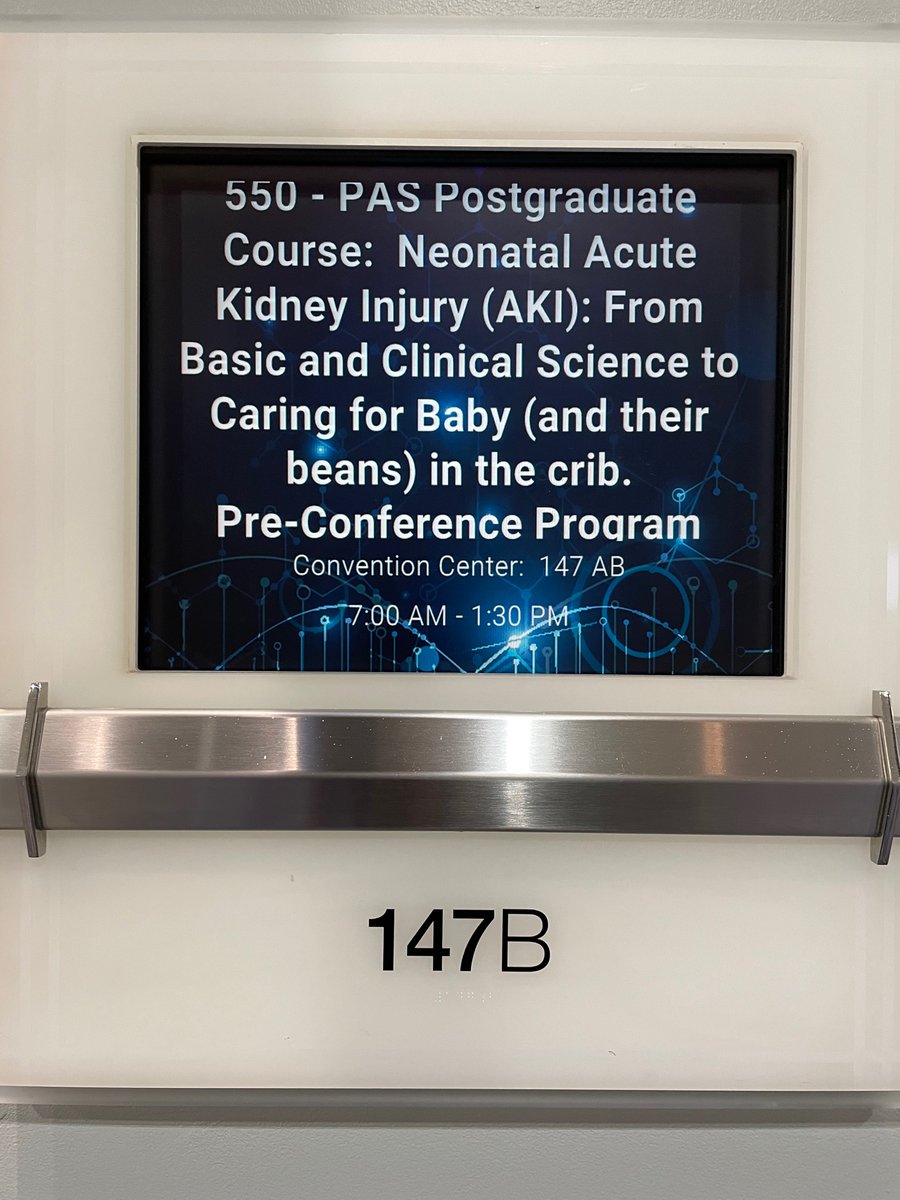 550 - PAS Postgraduate
Course:  Neonatal Acute
Kidney Injury (AKI): From
Basic and Clinical Science to
Caring for Baby (and their
beans) in the crib.
Pre-Conference Program
Convention Center:  147 AB
7:00 AM - 1:30 PM
147B